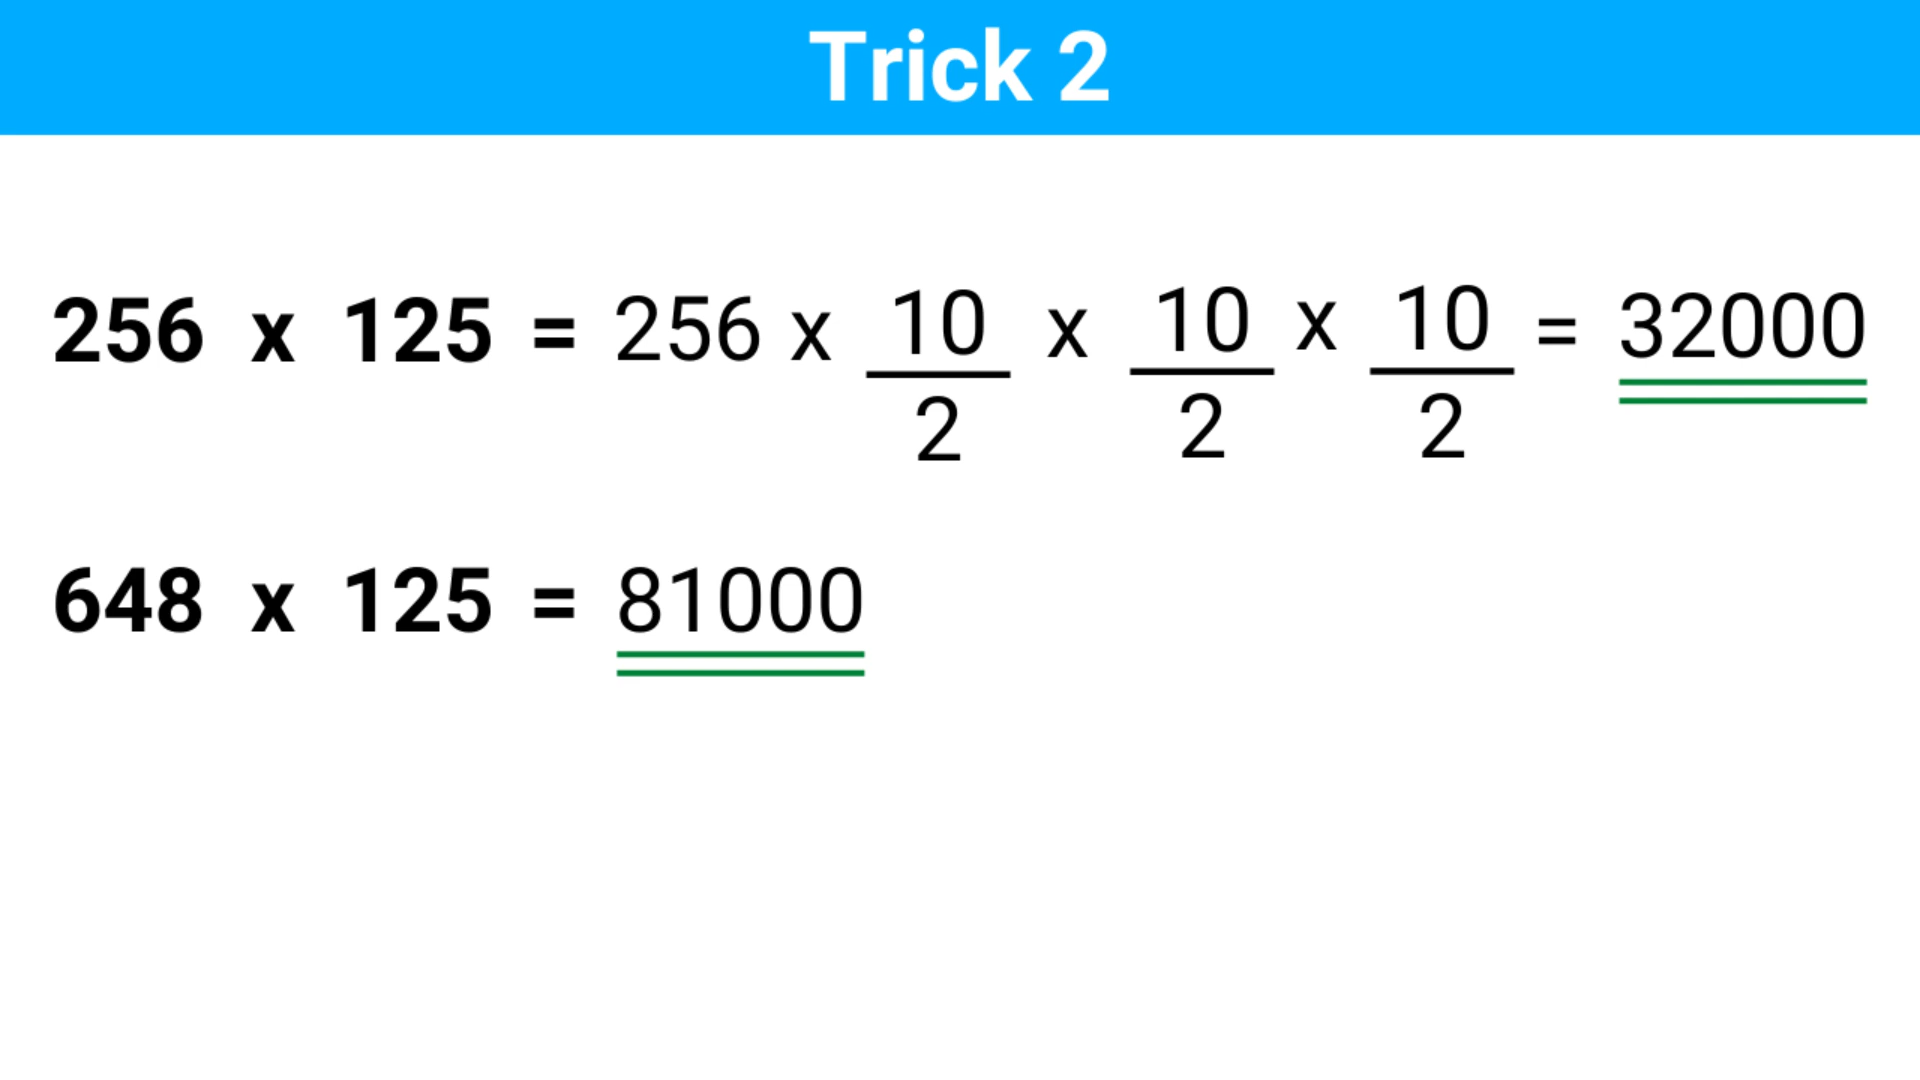 Trick 2
256 x 125 = 256 x 10/2 x 10/2 x 10/2 = 32000
648 x 125 = 81000